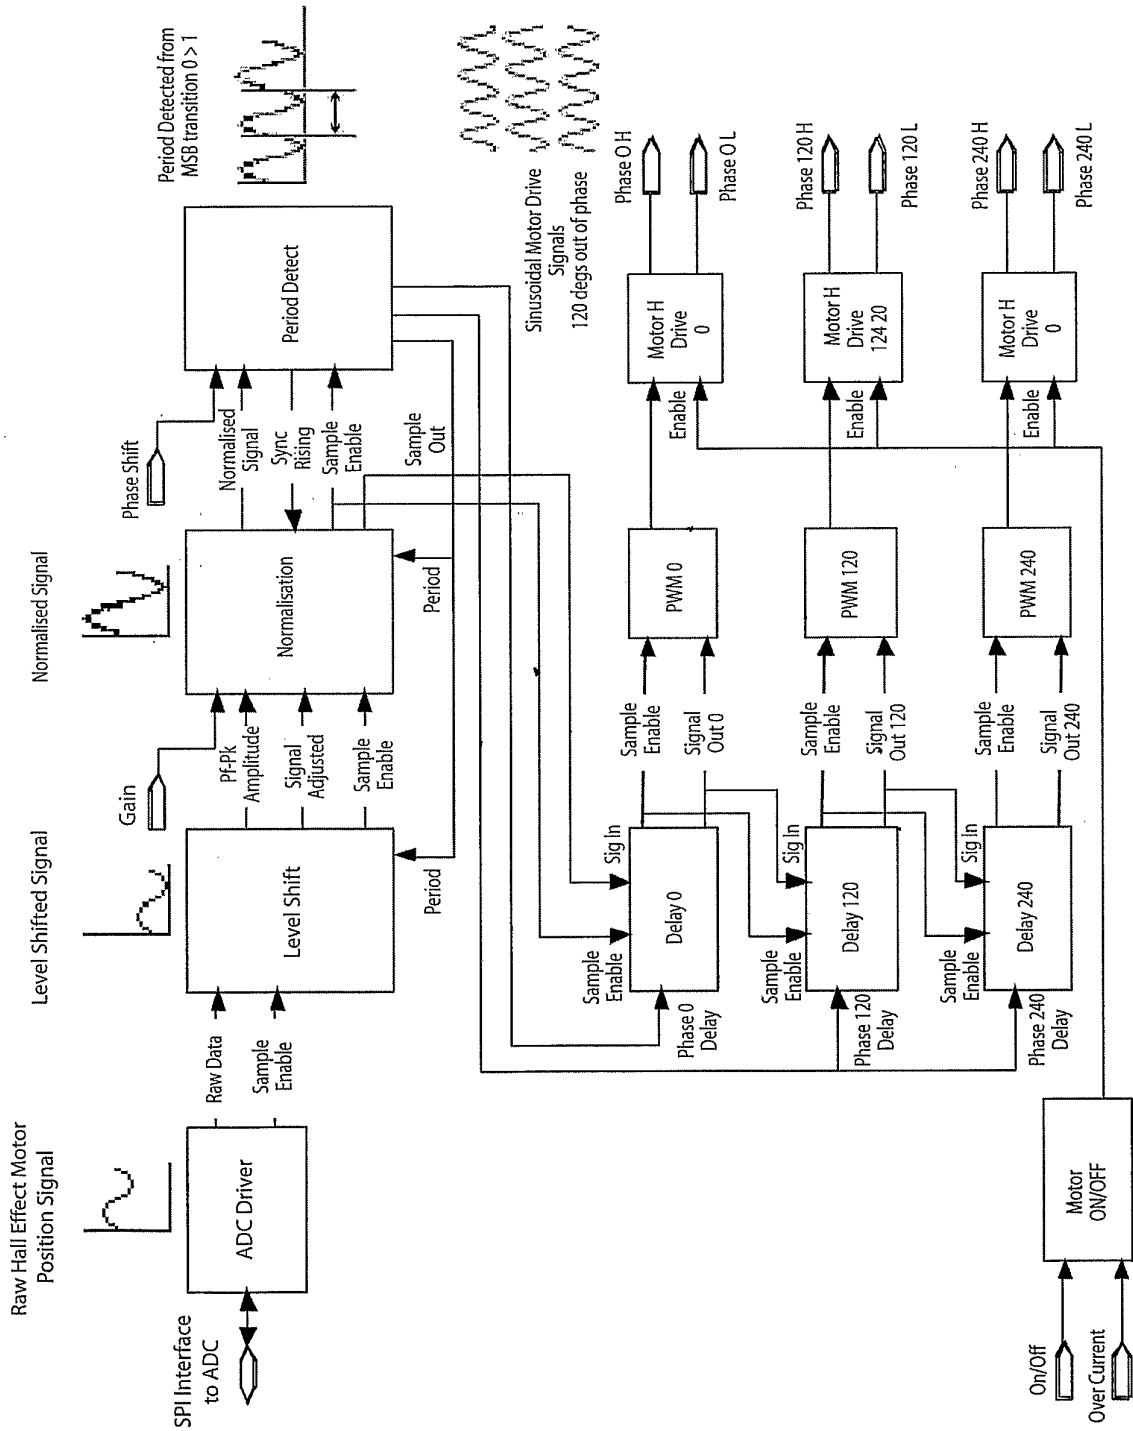 Raw Hall Effect Motor
Position Signal
Level Shifted Signal
Normalised Signal
Period Detected from
MSB transition 0 > 1
SPI Interface
to ADC
ADC Driver
Raw Data
Sample
Enable
Level Shift
Period
Gain
Pf-Pk
Amplitude
Signal
Adjusted
Sample
Enable
Normalisation
Period
Phase Shift
Normalised
Signal
Sync
Rising
Sample
Enable
Sample
Out
Period Detect
Sinusoidal Motor Drive
Signals
120 degs out of phase
Phase 0
Delay
Sample
Enable
Sig In
Delay 0
Sample
Enable
Signal
Out 0
PWM 0
Enable
Motor H
Drive
0
Phase O H
Phase O L
Phase 120
Delay
Sample
Enable
Sig In
Delay 120
Sample
Enable
Signal
Out 120
PWM 120
Enable
Motor H
Drive
124 20
Phase 120 H
Phase 120 L
Phase 240
Delay
Sample
Enable
Sig In
Delay 240
Sample
Enable
Signal
Out 240
PWM 240
Enable
Motor H
Drive
0
Phase 240 H
Phase 240 L
On/Off
Over Current
Motor
ON/OFF